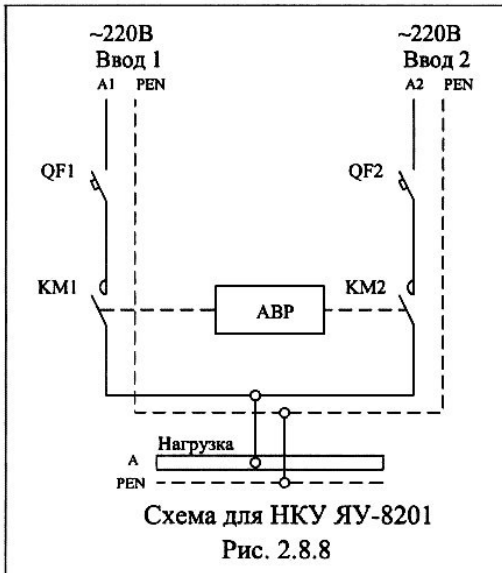 ~220В ~220В
Ввод 1 Ввод 2
A1 PEN A2 PEN
QF1 QF2
KM1 АВР KM2
Нагрузка
A
PEN
Схема для НКУ ЯУ-8201
Рис. 2.8.8